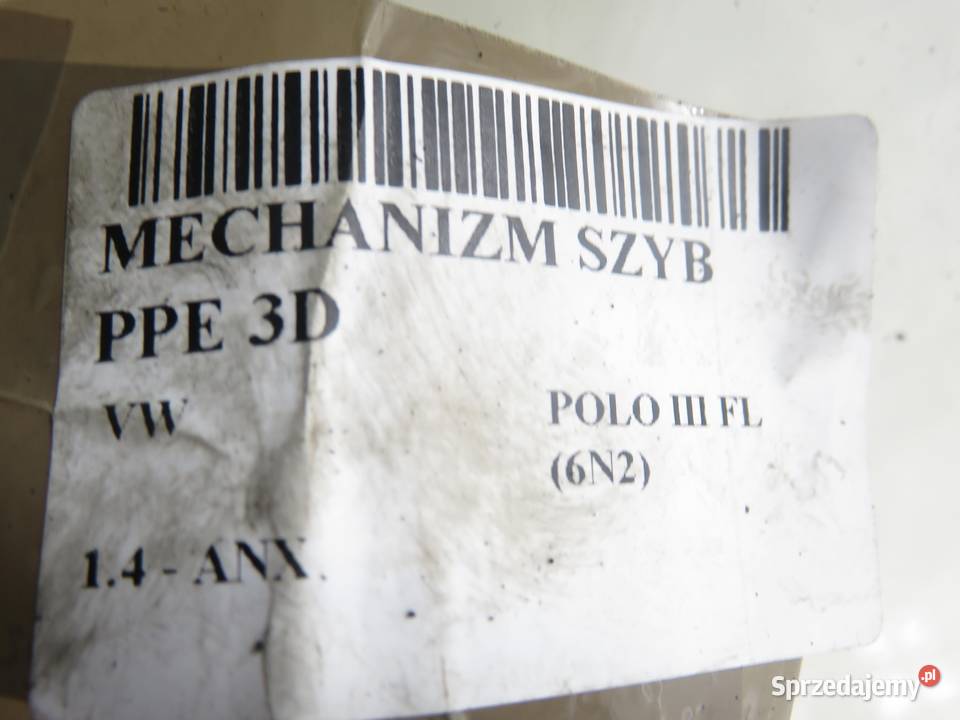 MECHANIZM SZYB
PPE 3D
VW
POLO III FL
(6N2)
1.4 - ANX.
Sprzedajemy.pl